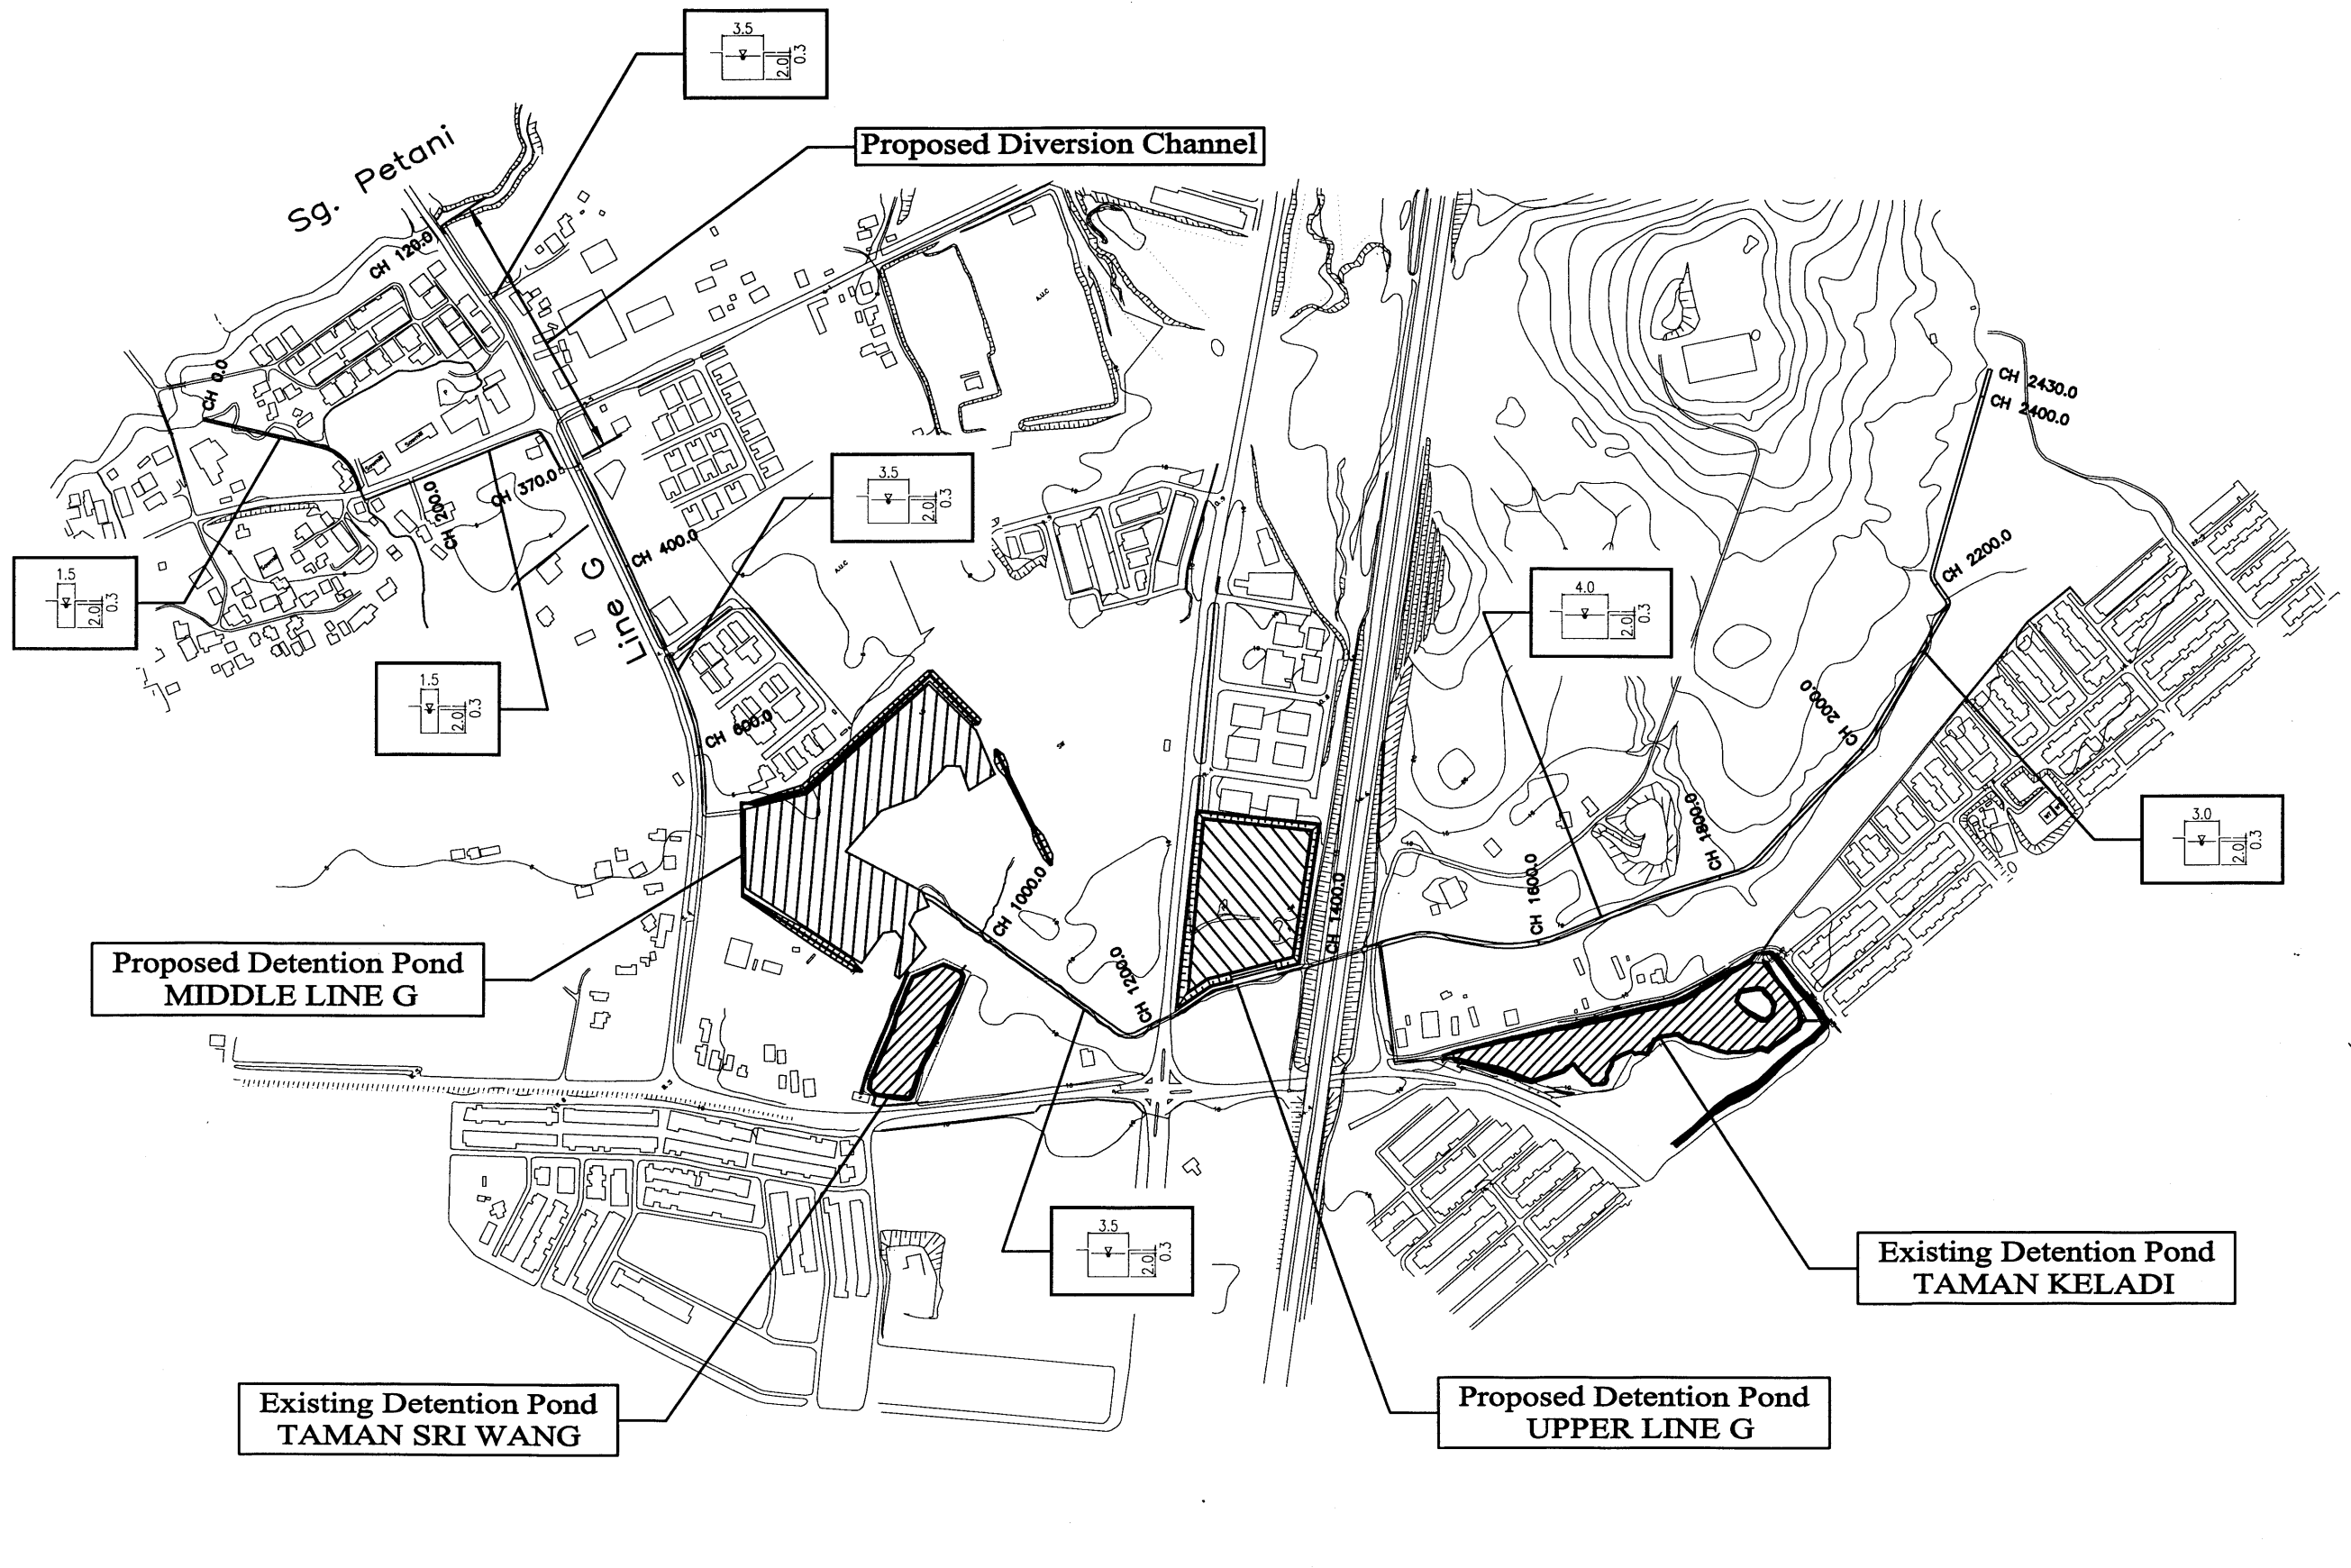 3.5
2.0
0.3
Proposed Diversion Channel
Sg. Petani
CH 120.0
CH 0.0
A.U.C
CH 2430.0
CH 2400.0
Sawmill
Sawmill
CH 370.0
CH 200.0
3.5
2.0
0.3
Line G
CH 400.0
A.U.C
CH 2200.0
1.5
2.0
0.3
Sawmill
4.0
2.0
0.3
1.5
2.0
0.3
CH 600.0
CH 2000.0
3.0
2.0
0.3
CH 1800.0
CH 1600.0
CH 1400.0
CH 1000.0
CH 1200.0
Proposed Detention Pond
MIDDLE LINE G
3.5
2.0
0.3
Existing Detention Pond
TAMAN KELADI
Existing Detention Pond
TAMAN SRI WANG
Proposed Detention Pond
UPPER LINE G